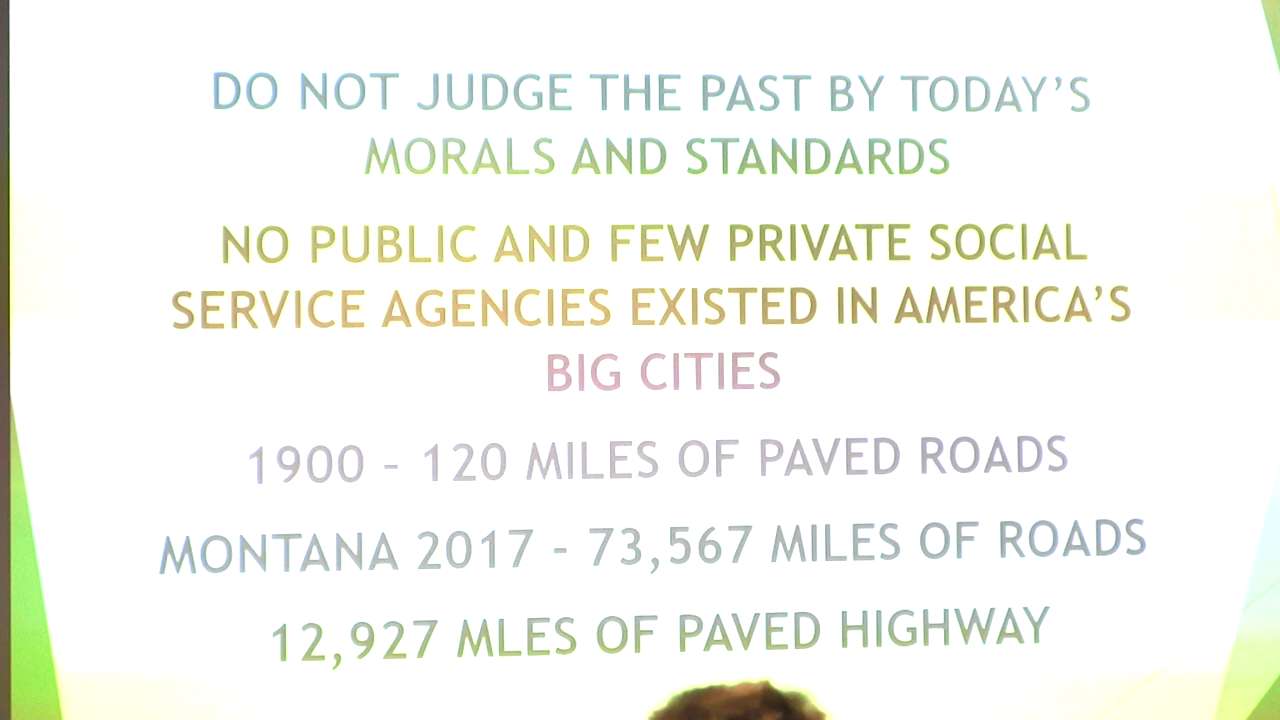 DO NOT JUDGE THE PAST BY TODAY’S
MORALS AND STANDARDS
NO PUBLIC AND FEW PRIVATE SOCIAL
SERVICE AGENCIES EXISTED IN AMERICA’S
BIG CITIES
1900 – 120 MILES OF PAVED ROADS
MONTANA 2017 - 73,567 MILES OF ROADS
12,927 MLES OF PAVED HIGHWAY